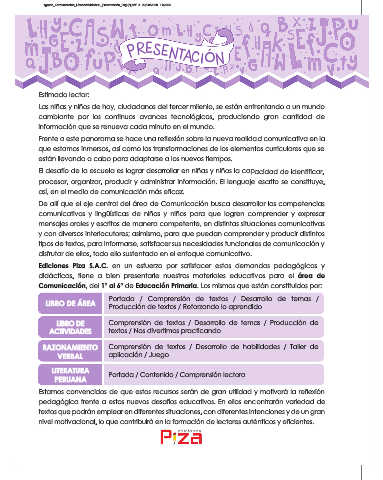 PRESENTACIÓN
Estimado lector:
Las niñas y niños de hoy, ciudadanos del tercer milenio, se están enfrentando a un mundo
cambiante por los continuos avances tecnológicos, produciendo gran cantidad de
información que se renueva cada minuto en el mundo.
Frente a este panorama se hace una reflexión sobre la nueva realidad comunicativa en la
que estamos inmersos, así como las transformaciones de los elementos curriculares que se
están llevando a cabo para adaptarse a los nuevos tiempos.
El desafío de la escuela es lograr desarrollar en niñas y niños la capacidad de identificar,
procesar, organizar, producir y administrar información. El lenguaje escrito se constituye,
así, en el medio de comunicación más eficaz.
De allí que el eje central del área de Comunicación busca desarrollar las competencias
comunicativas y lingüísticas de niñas y niños para que logren comprender y expresar
mensajes orales y escritos de manera competente, en distintas situaciones comunicativas
y con diversos interlocutores; asimismo, para que puedan comprender y producir distintos
tipos de textos, para informarse, satisfacer sus necesidades funcionales de comunicación y
disfrutar de ellos, todo ello sustentado en el enfoque comunicativo.
Ediciones Piza S.A.C. en un esfuerzo por satisfacer estas demandas pedagógicas y
didácticas, tiene a bien presentarte nuestros materiales educativos para el área de
Comunicación, del 1° al 6° de Educación Primaria. Los mismos que están constituidos por:
LIBRO DE ÁREA
Portada / Comprensión de textos / Desarrollo de temas /
Producción de textos / Reforzando lo aprendido
LIBRO DE
ACTIVIDADES
Comprensión de textos / Desarrollo de temas / Producción de
textos / Nos divertimos practicando
RAZONAMIENTO
VERBAL
Comprensión de textos / Desarrollo de habilidades / Taller de
aplicación / Juego
LITERATURA
PERUANA
Portada / Contenido / Comprensión lectora
Estamos convencidos de que estos recursos serán de gran utilidad y motivará la reflexión
pedagógica frente a estos nuevos desafíos educativos. En ellos encontrarán variedad de
textos que podrán emplear en diferentes situaciones, con diferentes intenciones y de un gran
nivel motivacional, lo que contribuirá en la formación de lectores auténticos y eficientes.
PIZA